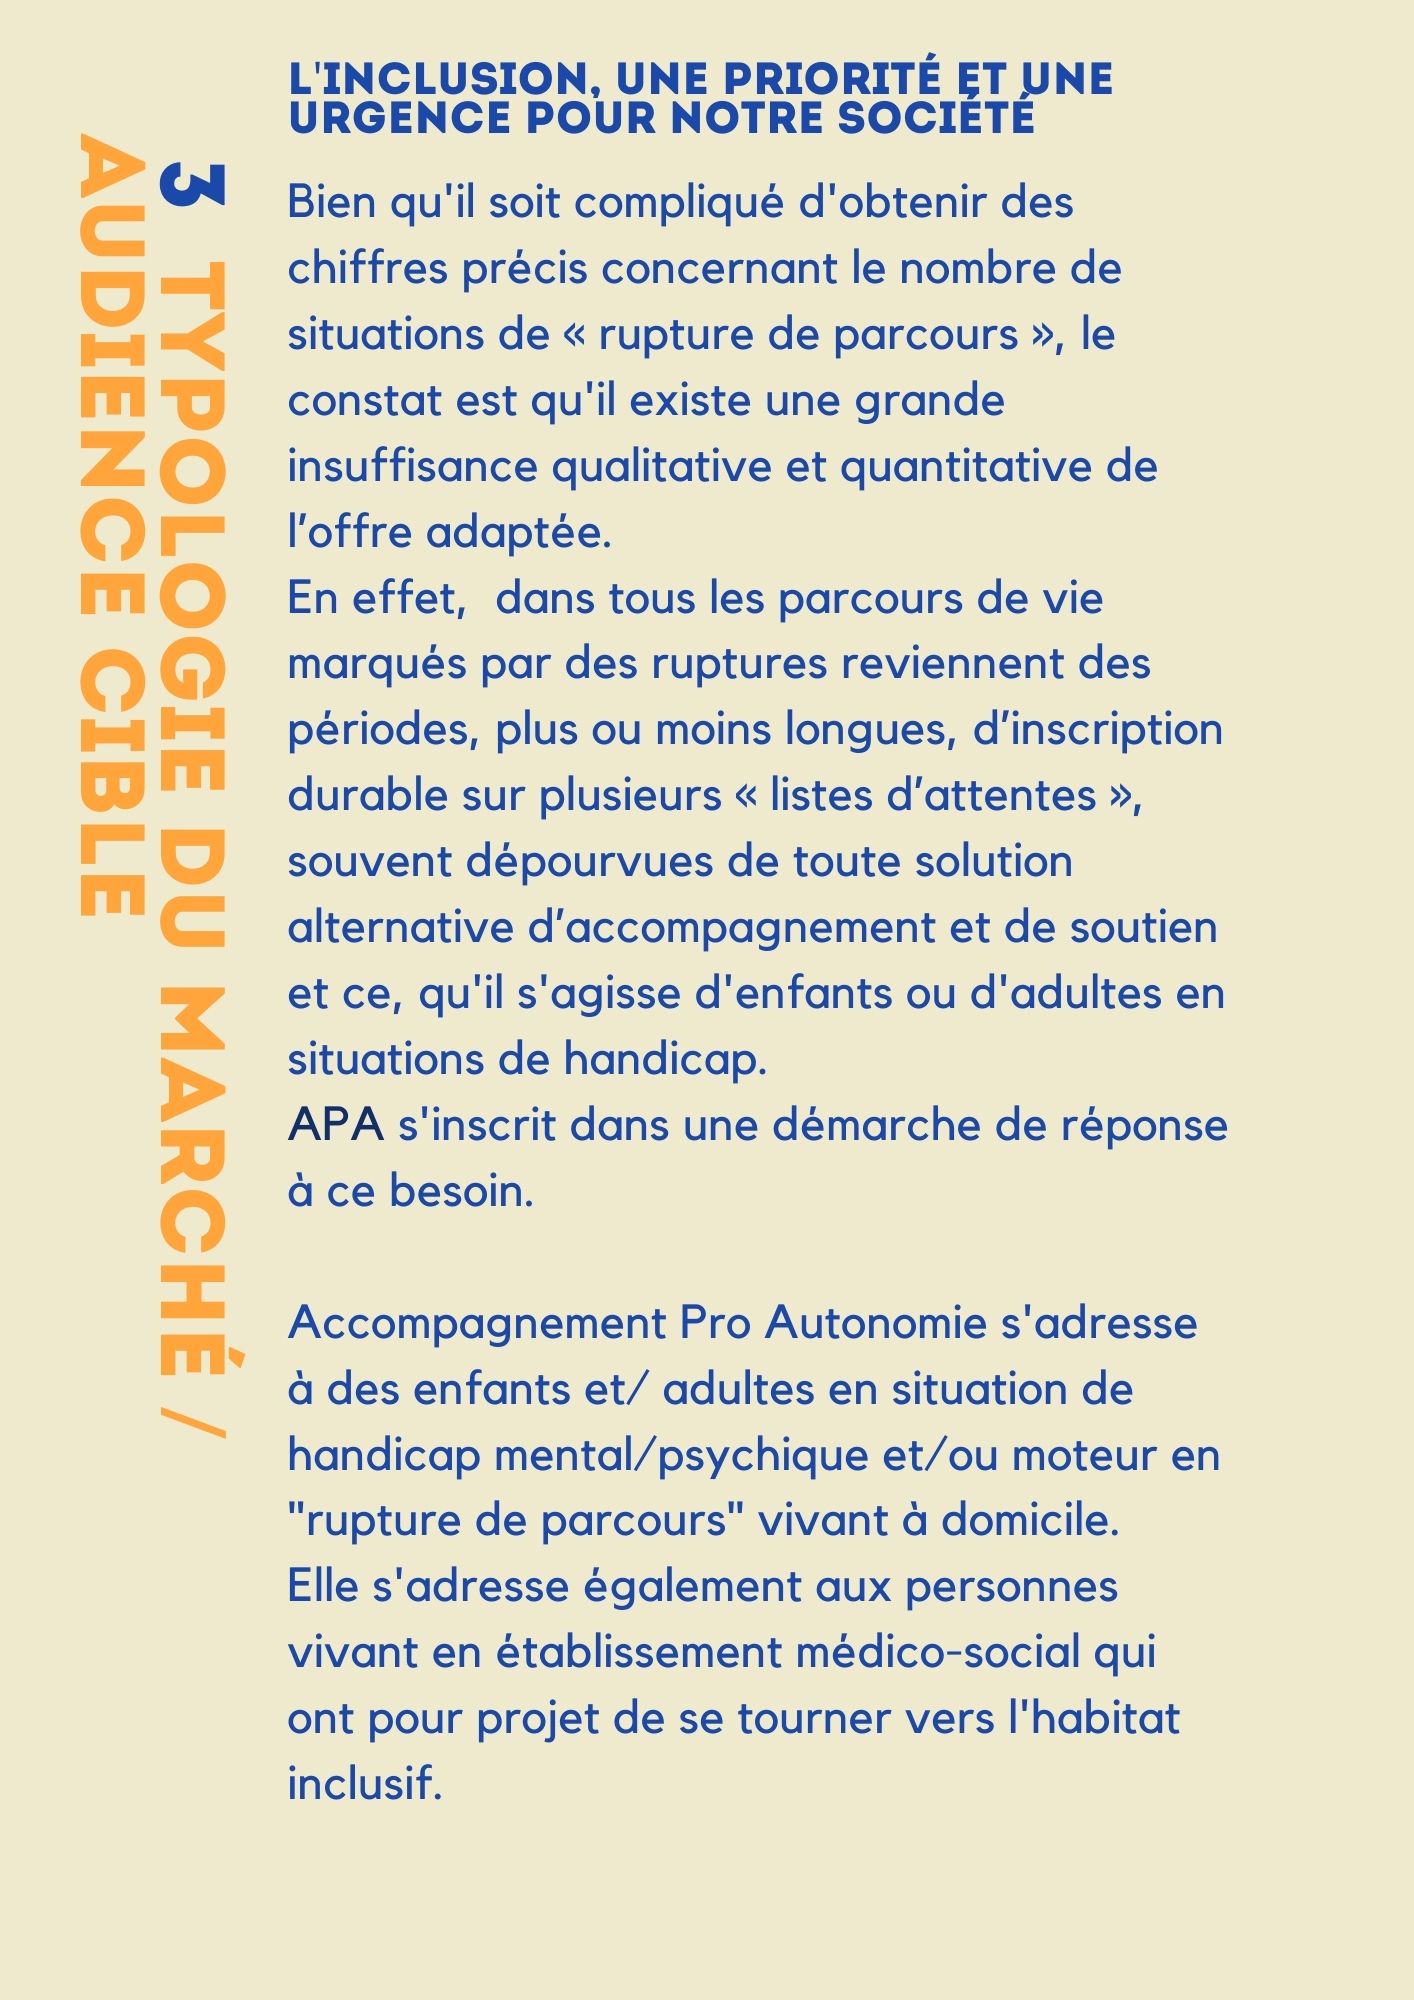 3 TYPOLOGIE DU MARCHÉ /
AUDIENCE CIBLE
L'INCLUSION, UNE PRIORITÉ ET UNE
URGENCE POUR NOTRE SOCIÉTÉ
Bien qu'il soit compliqué d'obtenir des
chiffres précis concernant le nombre de
situations de « rupture de parcours », le
constat est qu'il existe une grande
insuffisance qualitative et quantitative de
l’offre adaptée.
En effet,  dans tous les parcours de vie
marqués par des ruptures reviennent des
périodes, plus ou moins longues, d’inscription
durable sur plusieurs « listes d’attentes »,
souvent dépourvues de toute solution
alternative d’accompagnement et de soutien
et ce, qu'il s'agisse d'enfants ou d'adultes en
situations de handicap.
APA s'inscrit dans une démarche de réponse
à ce besoin.
Accompagnement Pro Autonomie s'adresse
à des enfants et/ adultes en situation de
handicap mental/psychique et/ou moteur en
"rupture de parcours" vivant à domicile.
Elle s'adresse également aux personnes
vivant en établissement médico-social qui
ont pour projet de se tourner vers l'habitat
inclusif.